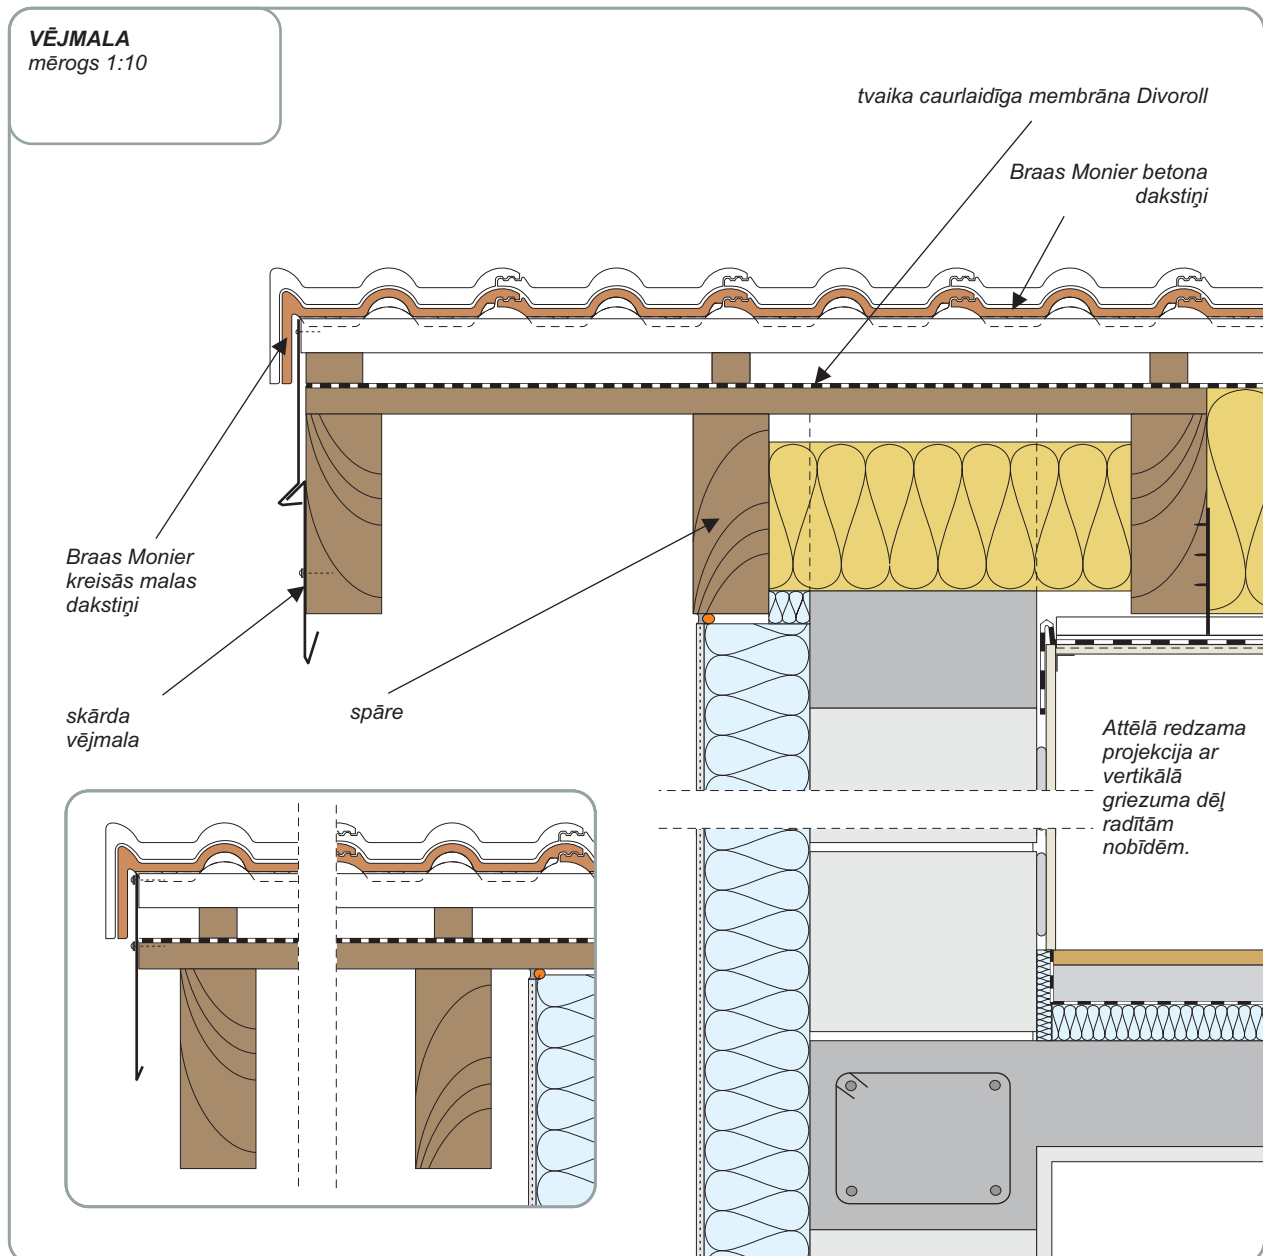 VĒJMALA
mērogs 1:10
tvaika caurlaidīga membrāna Divoroll
Braas Monier betona
dakstiņi
Braas Monier
kreisās malas
dakstiņi
skārda
vējmala
spāre
Attēlā redzama
projekcija ar
vertikālā
griezuma dēļ
radītām
nobīdēm.